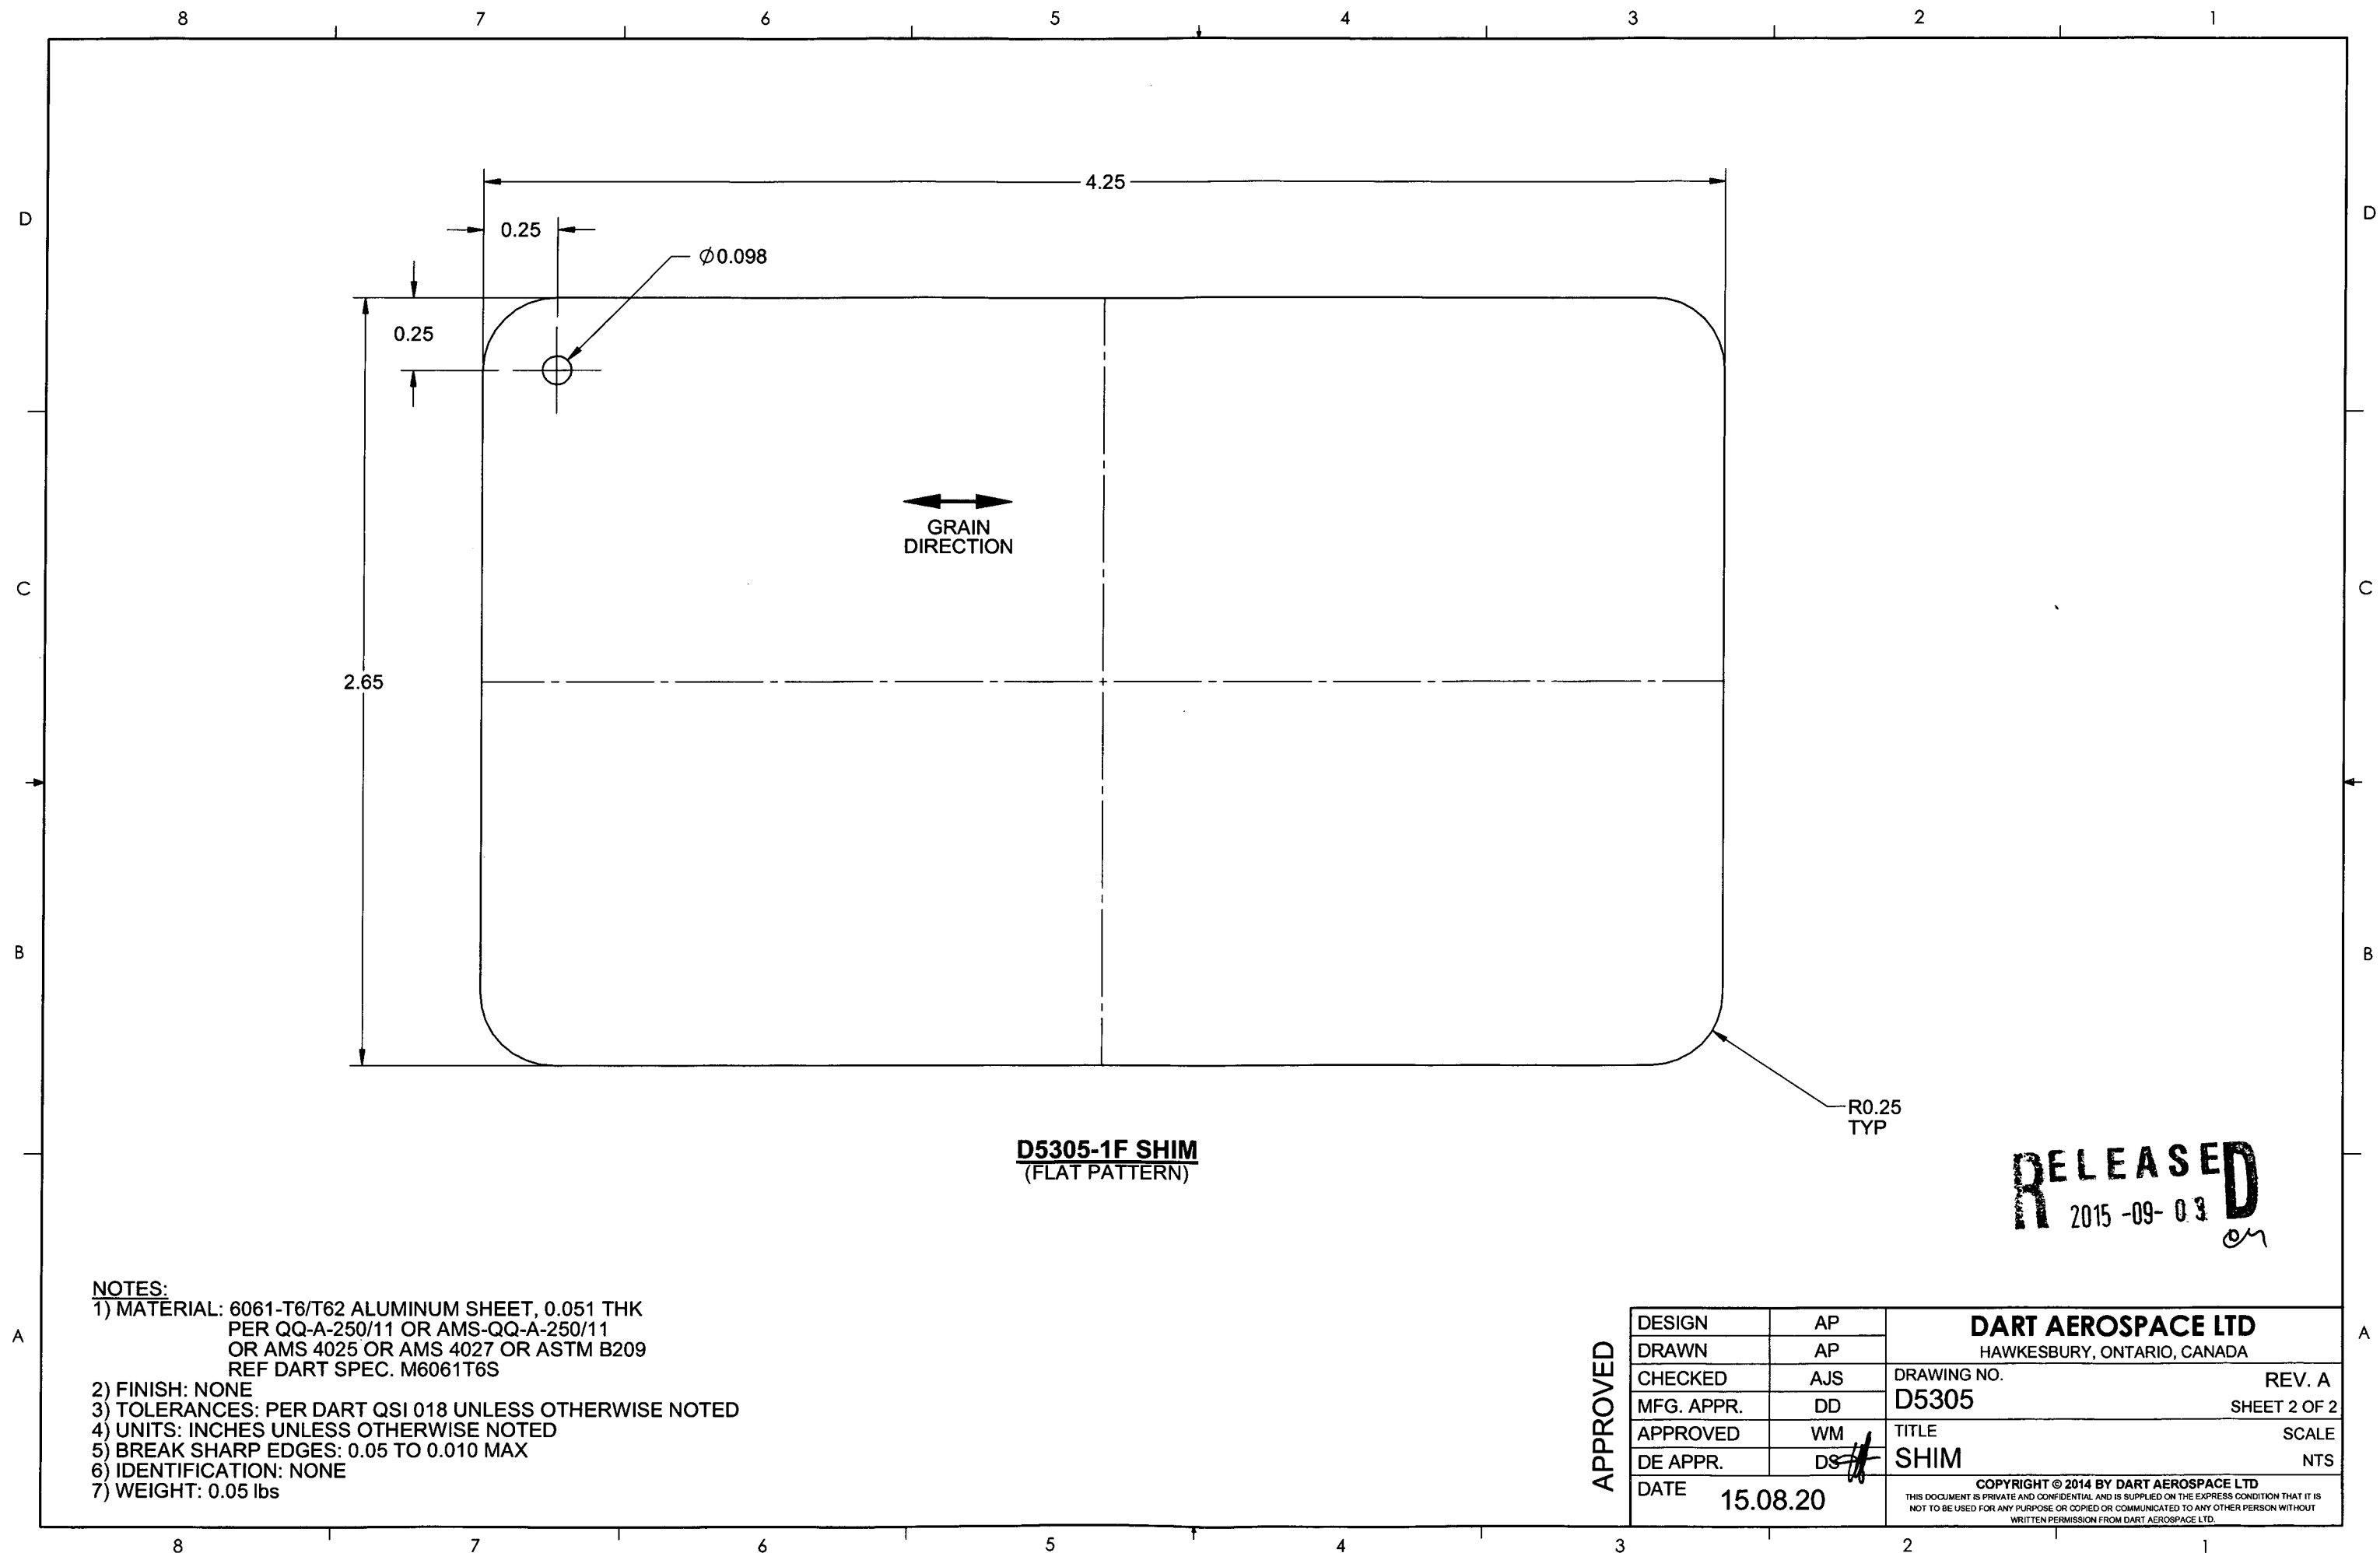 8 7 6 5 4 3 2 1
D D
4.25
0.25
Ø0.098
0.25
GRAIN
DIRECTION
C C
2.65
B B
R0.25
TYP
D5305-1F SHIM
(FLAT PATTERN)
RELEASED
2015-09-03
NOTES:
1) MATERIAL: 6061-T6/T62 ALUMINUM SHEET, 0.051 THK
PER QQ-A-250/11 OR AMS-QQ-A-250/11
OR AMS 4025 OR AMS 4027 OR ASTM B209
REF DART SPEC. M6061T6S
2) FINISH: NONE
3) TOLERANCES: PER DART QSI 018 UNLESS OTHERWISE NOTED
4) UNITS: INCHES UNLESS OTHERWISE NOTED
5) BREAK SHARP EDGES: 0.05 TO 0.010 MAX
6) IDENTIFICATION: NONE
7) WEIGHT: 0.05 lbs
A A
APPROVED
DESIGN AP
DRAWN AP
CHECKED AJS
MFG. APPR. DD
APPROVED WM
DE APPR. DS
DATE 15.08.20
DART AEROSPACE LTD
HAWKESBURY, ONTARIO, CANADA
DRAWING NO. REV. A
D5305 SHEET 2 OF 2
TITLE SCALE
SHIM NTS
COPYRIGHT © 2014 BY DART AEROSPACE LTD
THIS DOCUMENT IS PRIVATE AND CONFIDENTIAL AND IS SUPPLIED ON THE EXPRESS CONDITION THAT IT IS
NOT TO BE USED FOR ANY PURPOSE OR COPIED OR COMMUNICATED TO ANY OTHER PERSON WITHOUT
WRITTEN PERMISSION FROM DART AEROSPACE LTD.
8 7 6 5 4 3 2 1